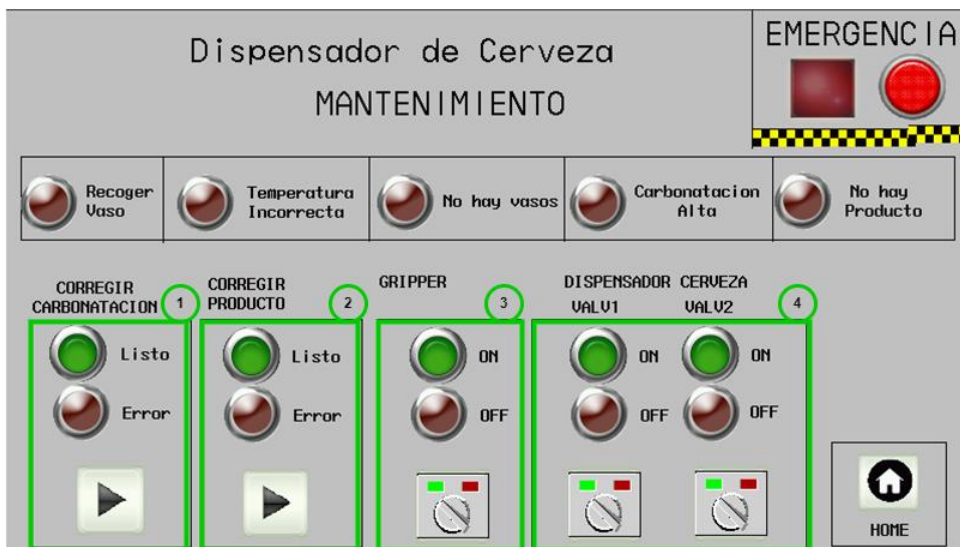 Dispensador de Cerveza
MANTENIMIENTO
EMERGENCIA
Recoger
Vaso
Temperatura
Incorrecta
No hay vasos
Carbonatacion
Alta
No hay
Producto
CORREGIR
CARBONATACION
1
Listo
Error
CORREGIR
PRODUCTO
2
Listo
Error
GRIPPER
3
ON
OFF
DISPENSADOR CERVEZA
VALV1 VALV2
4
ON ON
OFF OFF
HOME